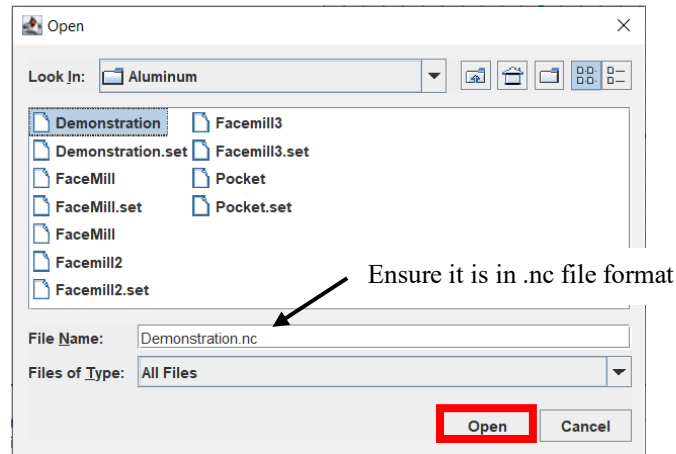 Open
Look In: Aluminum
Demonstration Facemill3
Demonstration.set Facemill3.set
FaceMill Pocket
FaceMill.set Pocket.set
FaceMill
Facemill2
Facemill2.set
Ensure it is in .nc file format
File Name: Demonstration.nc
Files of Type: All Files
Open Cancel